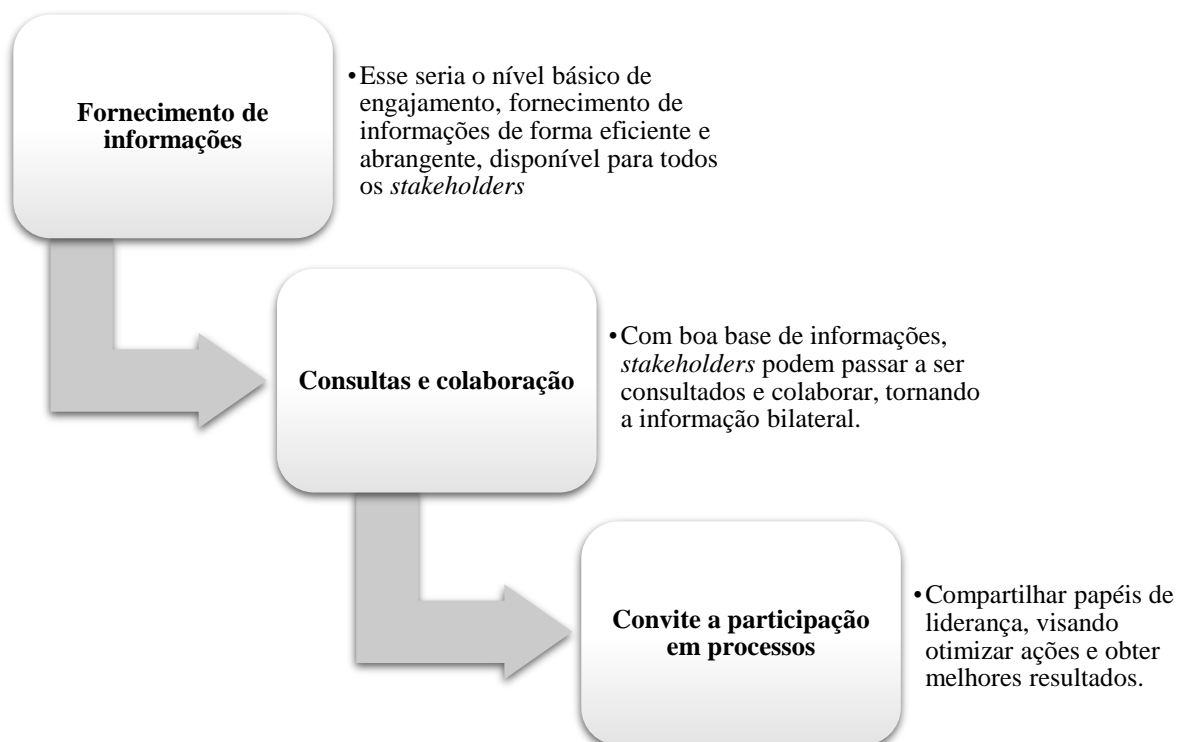 Fornecimento de
informações
•Esse seria o nível básico de
engajamento, fornecimento de
informações de forma eficiente e
abrangente, disponível para todos
os stakeholders
Consultas e colaboração
•Com boa base de informações,
stakeholders podem passar a ser
consultados e colaborar, tornando
a informação bilateral.
Convite a participação
em processos
•Compartilhar papéis de
liderança, visando
otimizar ações e obter
melhores resultados.